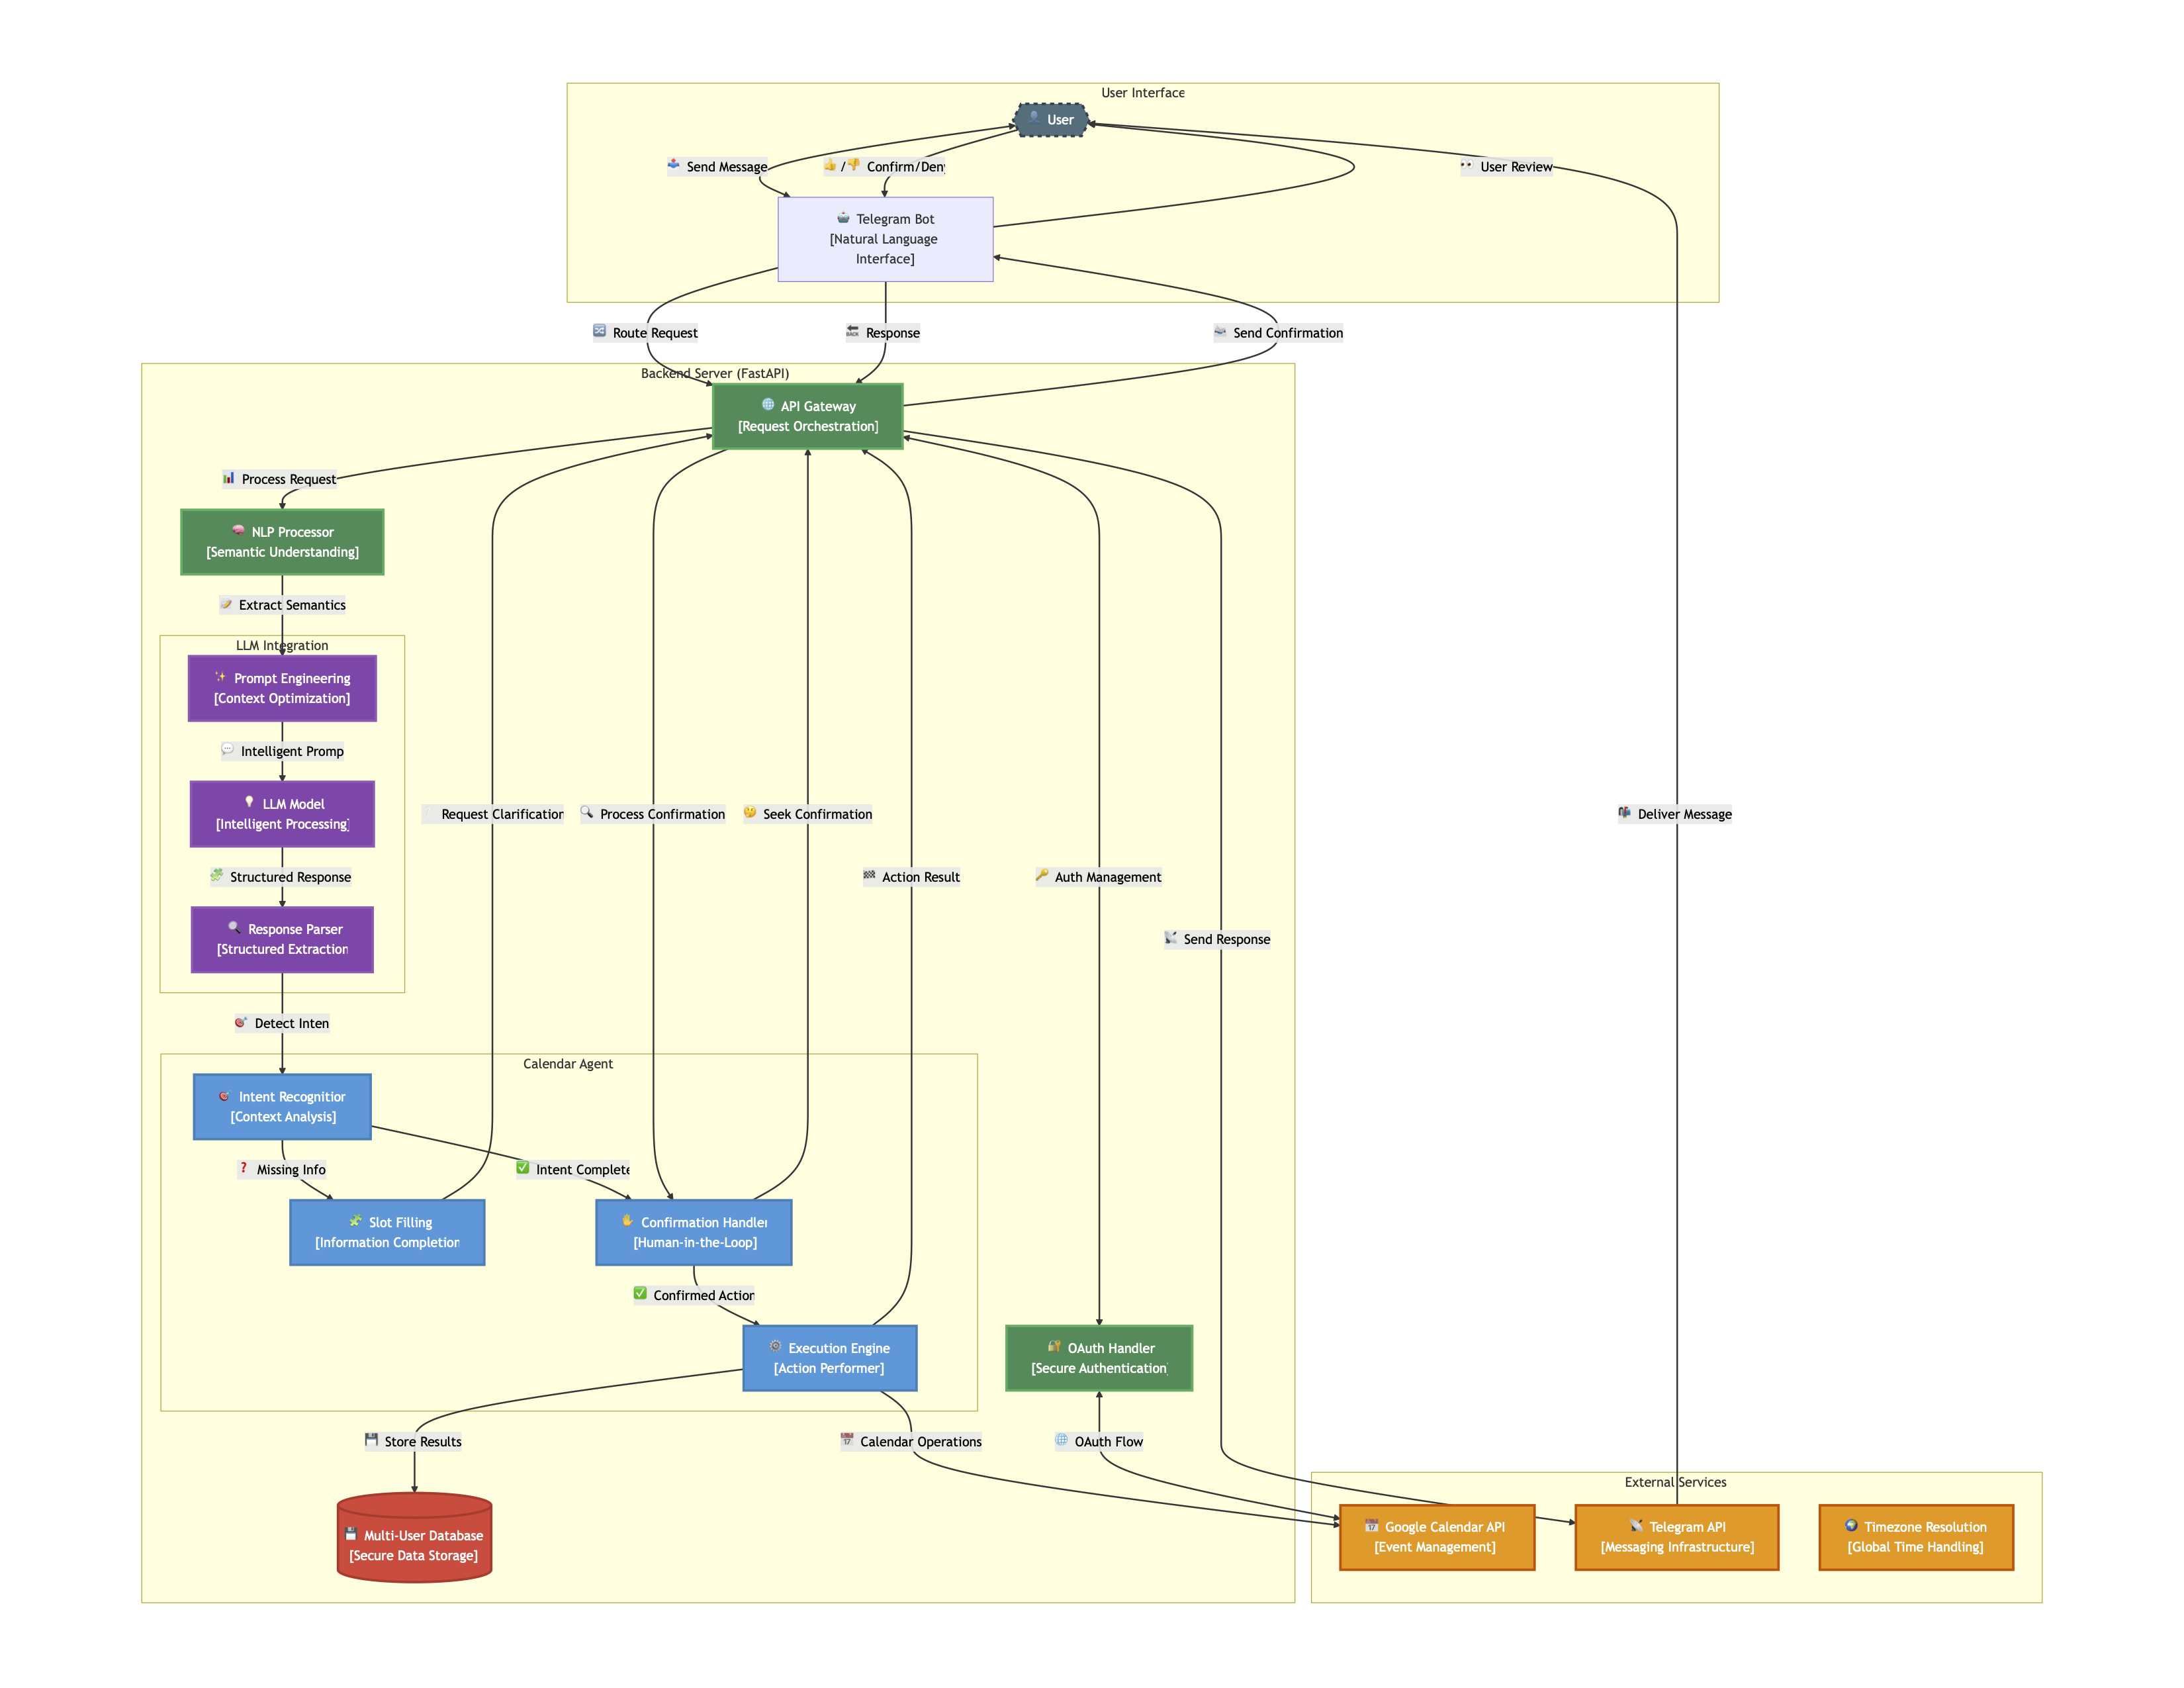 User Interface
👤 User
📩 Send Message
👍/👎 Confirm/Deny
👀 User Review
🤖 Telegram Bot
[Natural Language
Interface]
🔀 Route Request
🔙 Response
📨 Send Confirmation
Backend Server (FastAPI)
🌐 API Gateway
[Request Orchestration]
📊 Process Request
🧠 NLP Processor
[Semantic Understanding]
Extract Semantics
LLM Integration
✨ Prompt Engineering
[Context Optimization]
💬 Intelligent Promp
💡 LLM Model
[Intelligent Processing]
Request Clarification
🔍 Process Confirmation
🤔 Seek Confirmation
📬 Deliver Message
🧩 Structured Response
🏁 Action Result
🔑 Auth Management
🔍 Response Parser
[Structured Extraction
📡 Send Response
🎯 Detect Inten
Calendar Agent
🎯 Intent Recognition
[Context Analysis]
❓ Missing Info
✅ Intent Complete
🧩 Slot Filling
[Information Completion
✋ Confirmation Handler
[Human-in-the-Loop]
✅ Confirmed Action
⚙️ Execution Engine
[Action Performer]
🔐 OAuth Handler
[Secure Authentication]
💾 Store Results
📅 Calendar Operations
🌐 OAuth Flow
External Services
💾 Multi-User Database
[Secure Data Storage]
📅 Google Calendar API
[Event Management]
📡 Telegram API
[Messaging Infrastructure]
🌍 Timezone Resolution
[Global Time Handling]